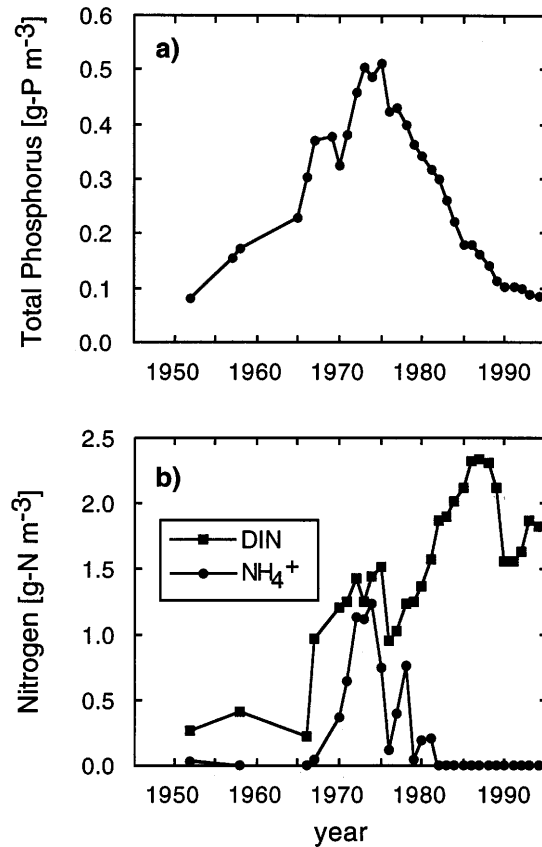 Total Phosphorus [g-P m-3]
a)
0.6
0.5
0.4
0.3
0.2
0.1
0.0
1950 1960 1970 1980 1990
Nitrogen [g-N m-3]
b)
2.5
2.0
1.5
1.0
0.5
0.0
DIN
NH4+
1950 1960 1970 1980 1990
year